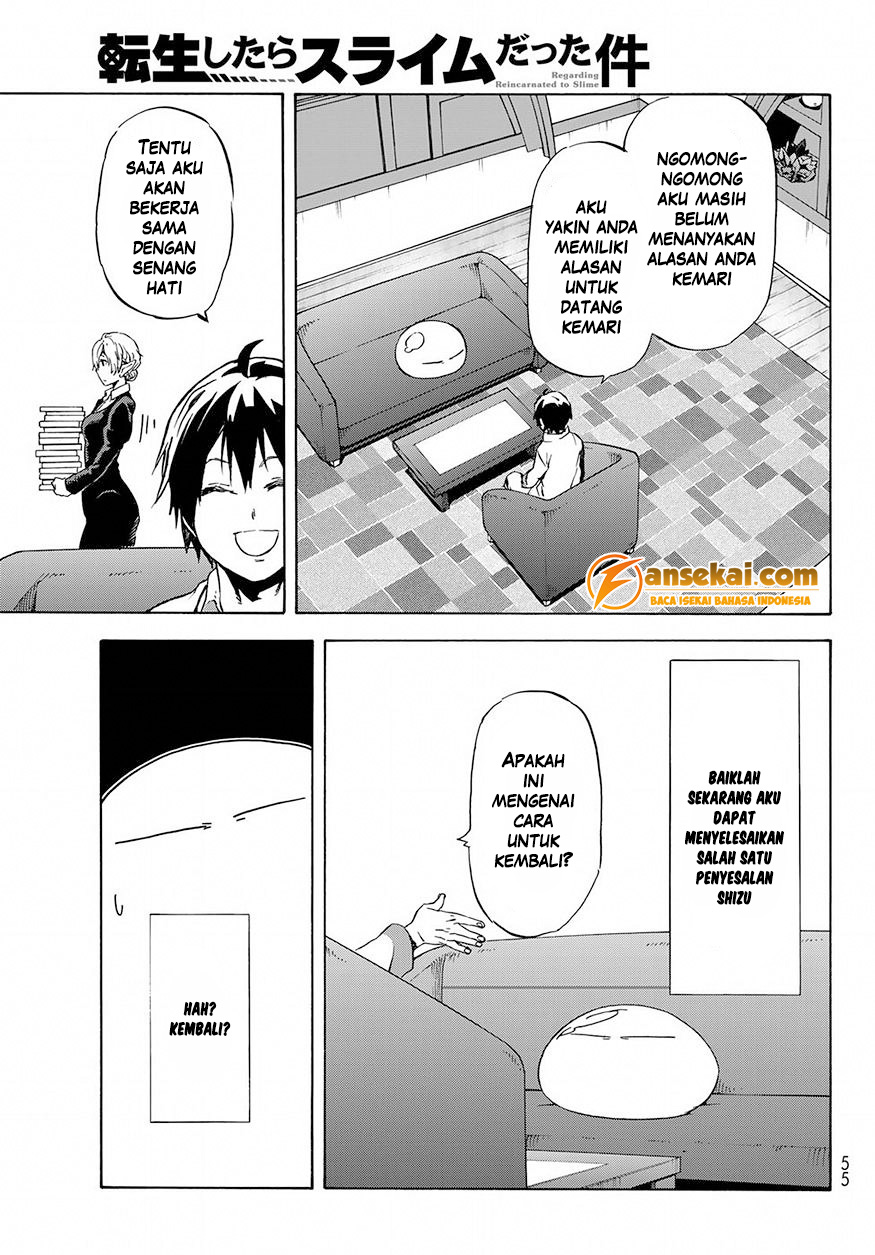 転生したらスライムだった件
Regarding
Reincarnated to Slime
NGOMONG-
NGOMONG
AKU MASIH
BELUM
MENANYAKAN
ALASAN ANDA
KEMARI
AKU
YAKIN ANDA
MEMILIKI
ALASAN
UNTUK
DATANG
KEMARI
TENTU
SAJA AKU
AKAN
BEKERJA
SAMA
DENGAN
SENANG
HATI
ansekai.com
BACA ISEKAI BAHASA INDONESIA
BAIKLAH
SEKARANG AKU
DAPAT
MENYELESAIKAN
SALAH SATU
PENYESALAN
SHIZU
APAKAH
INI
MENGENAI
CARA
UNTUK
KEMBALI?
HAH?
KEMBALI?
55